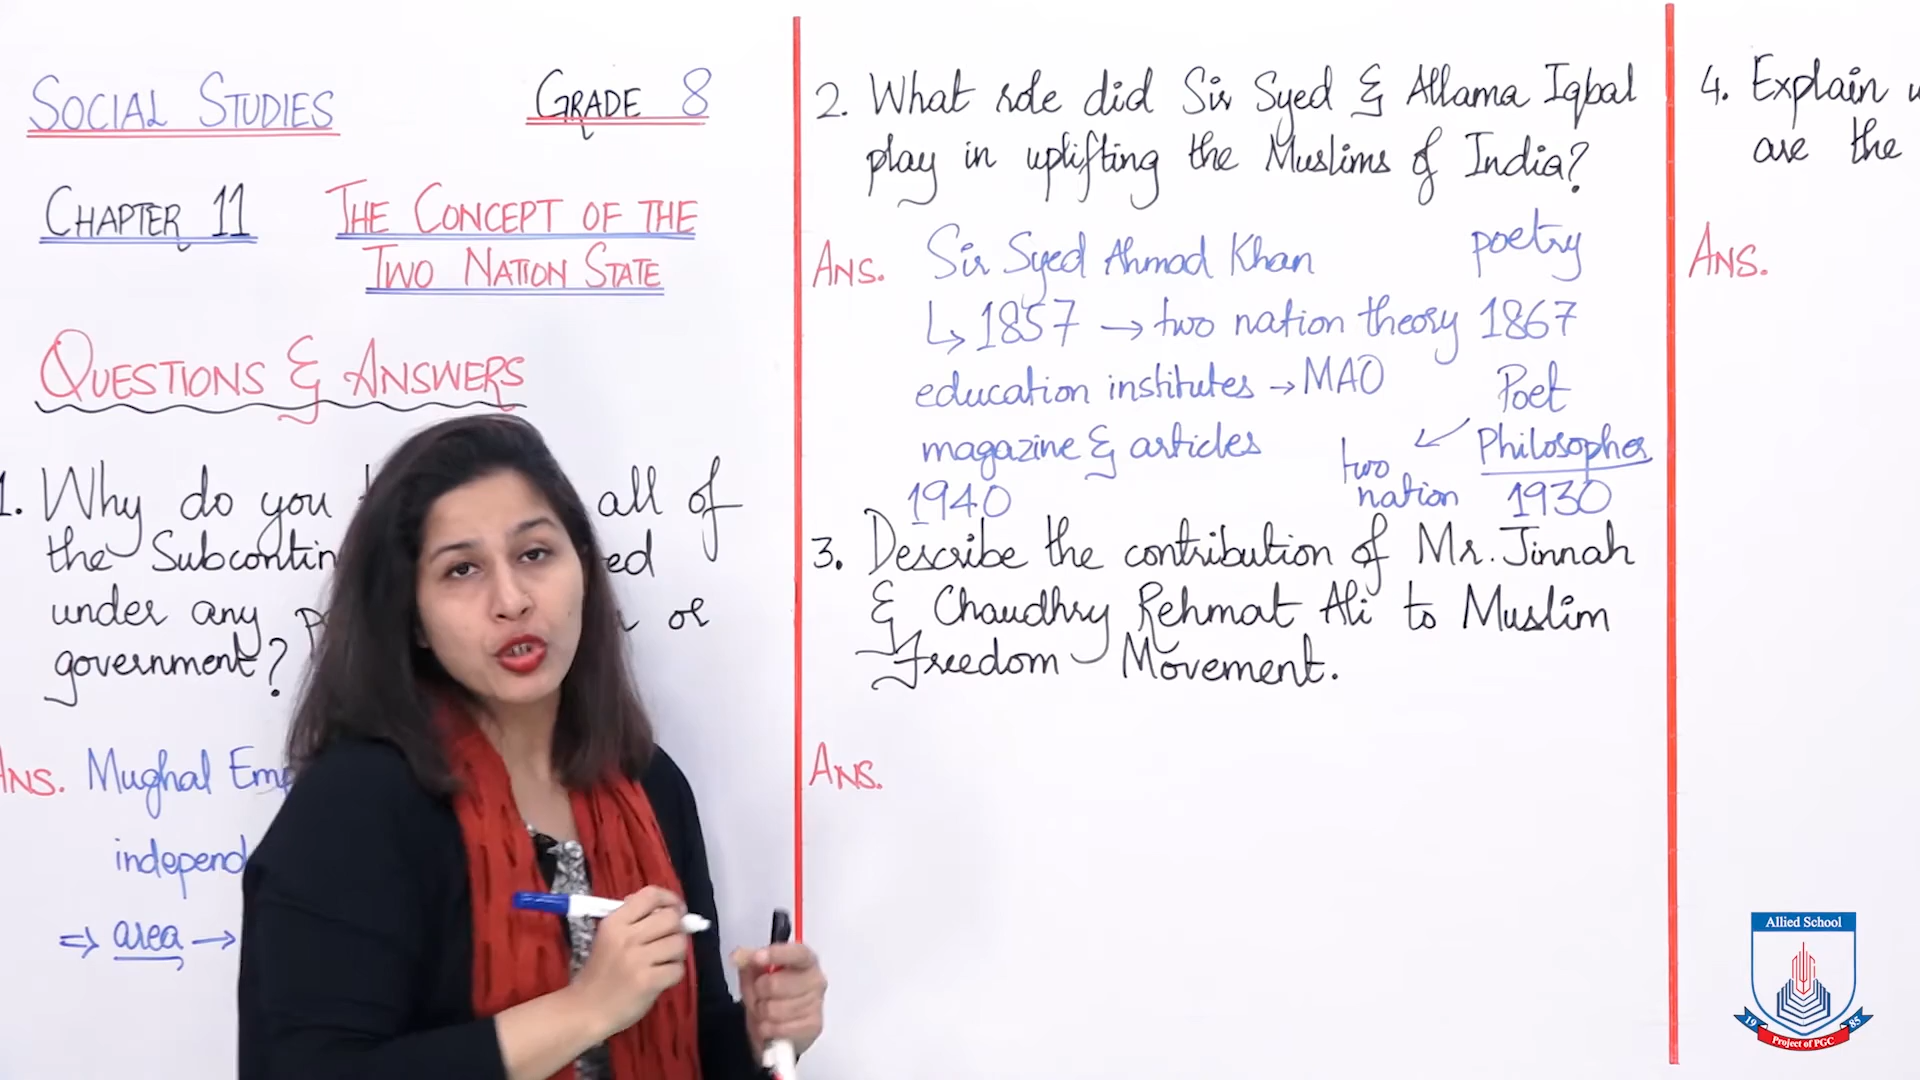 SOCIAL STUDIES GRADE 8
CHAPTER 11 THE CONCEPT OF THE
TWO NATION STATE
QUESTIONS & ANSWERS
1. Why do you all of
the Subcontin ed
under any or
government?
ANS. Mughal Emp
independ
⇒ area →
2. What role did Sir Syed & Allama Iqbal
play in uplifting the Muslims of India?
ANS. Sir Syed Ahmad Khan poetry
↳ 1857 → two nation theory 1867
education institutes → MAO Poet
magazine & articles two ↙ Philosopher
1940 nation 1930
3. Describe the contribution of Mr. Jinnah
& Chaudhry Rehmat Ali to Muslim
Freedom Movement.
ANS.
4. Explain
are the
ANS.
Allied School
19 85
Project of PGC